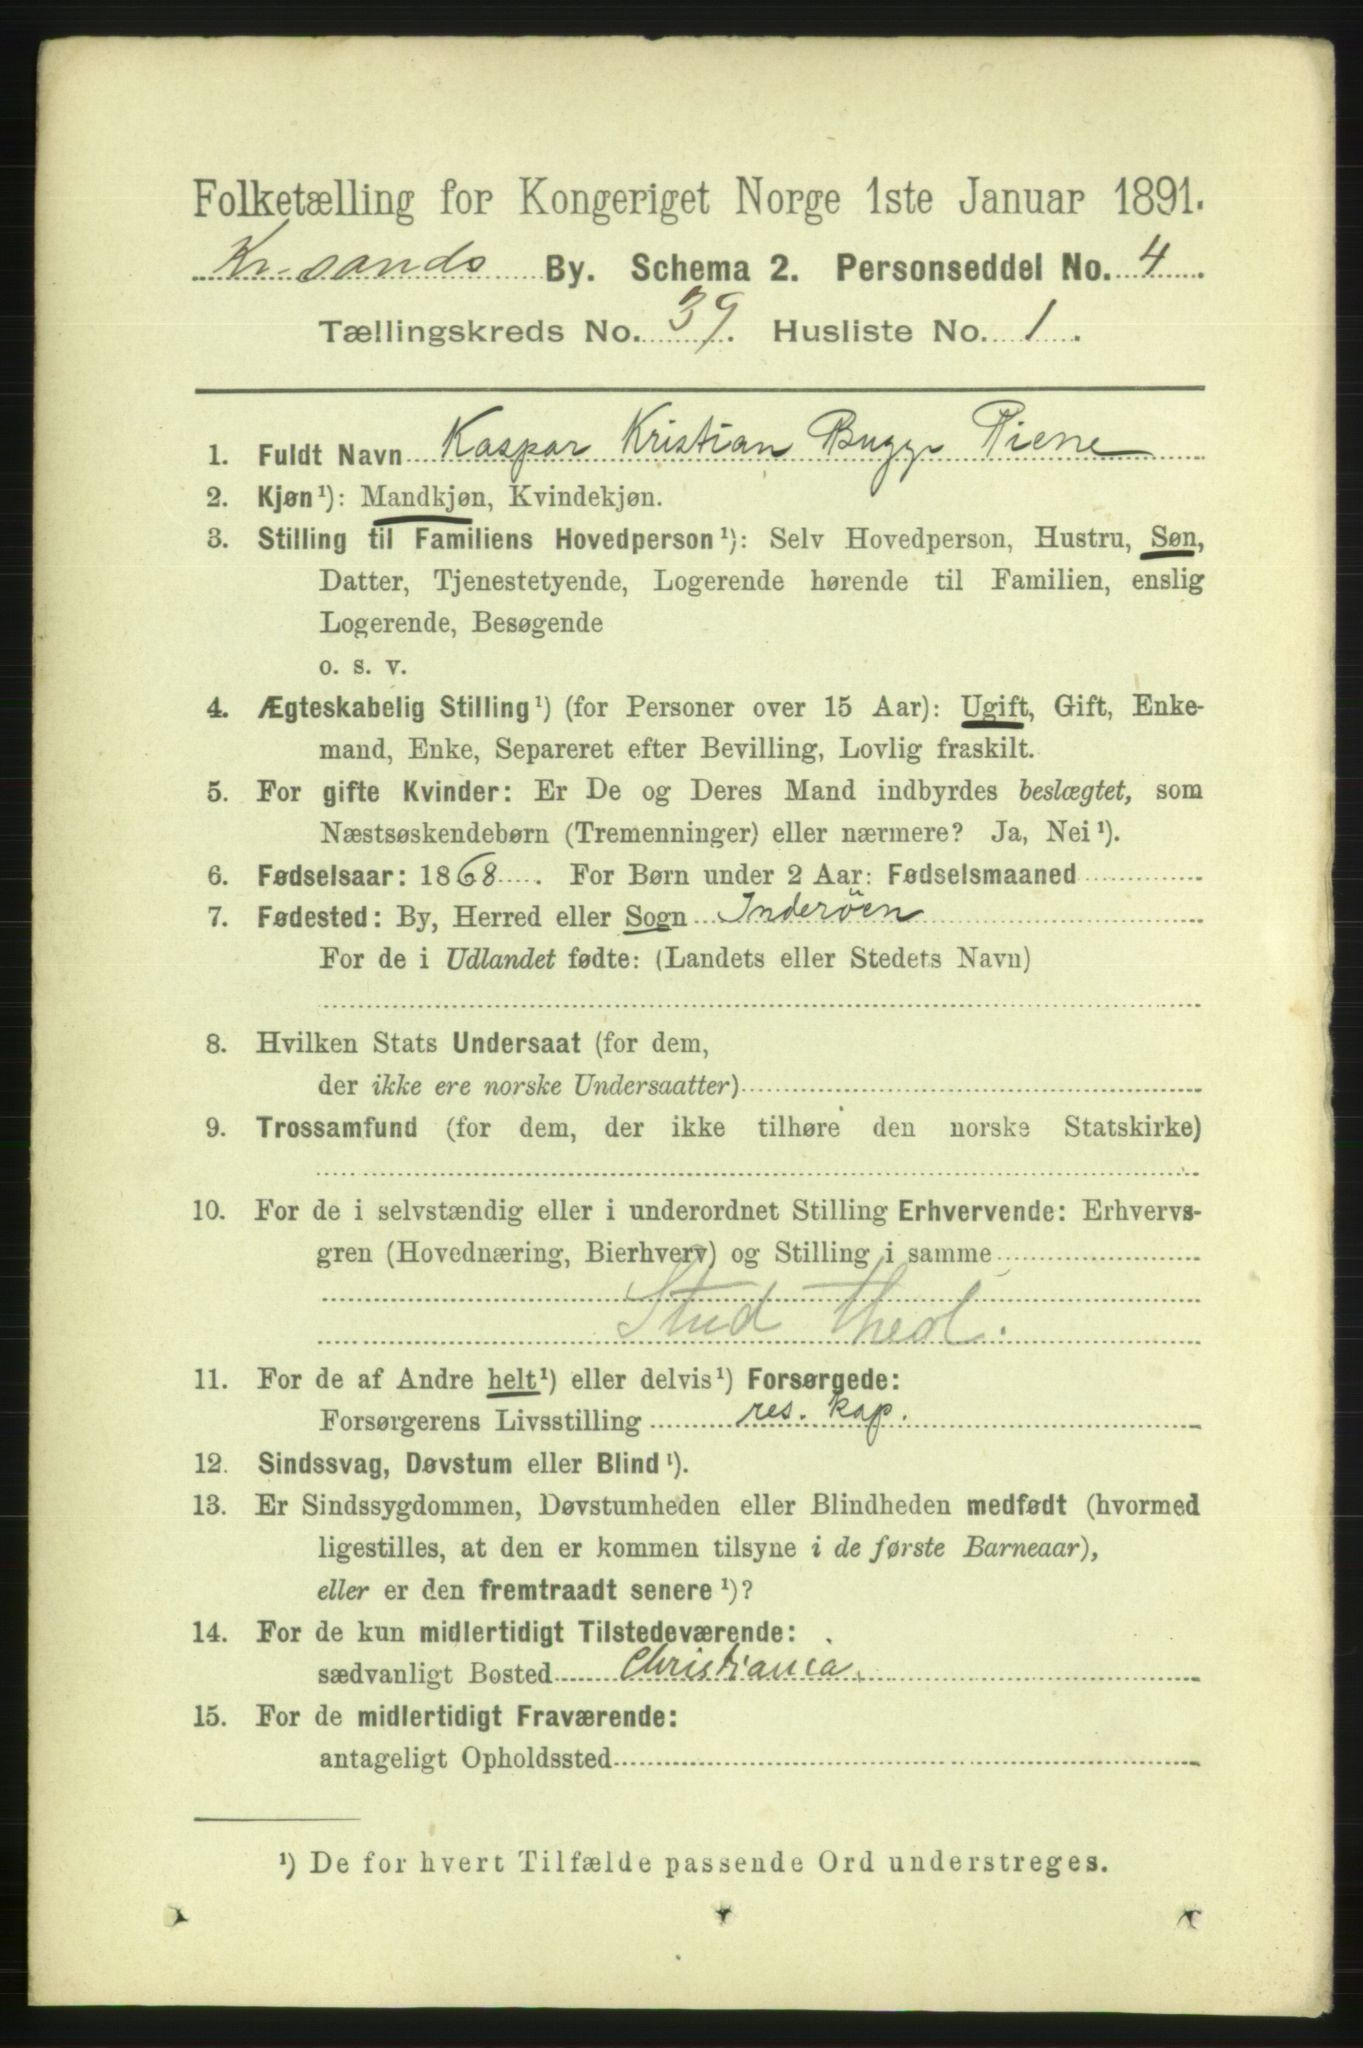 Folketælling for Kongeriget Norge 1ste Januar 1891.
Kr.sands By. Schema 2. Personseddel No. 4
Tællingskreds No. 39. Husliste No. 1.
1. Fuldt Navn Kaspar Kristian Bugge Piene
2. Kjøn¹): Mandkjøn, Kvindekjøn.
3. Stilling til Familiens Hovedperson¹): Selv Hovedperson, Hustru, Søn,
Datter, Tjenestetyende, Logerende hørende til Familien, enslig
Logerende, Besøgende
o. s. v.
4. Ægteskabelig Stilling¹) (for Personer over 15 Aar): Ugift, Gift, Enke-
mand, Enke, Separeret efter Bevilling, Lovlig fraskilt.
5. For gifte Kvinder: Er De og Deres Mand indbyrdes beslægtet, som
Næstsøskendebørn (Tremenninger) eller nærmere? Ja, Nei¹).
6. Fødselsaar: 1868. For Børn under 2 Aar: Fødselsmaaned
7. Fødested: By, Herred eller Sogn Inderöen
For de i Udlandet fødte: (Landets eller Stedets Navn)
8. Hvilken Stats Undersaat (for dem,
der ikke ere norske Undersaatter)
9. Trossamfund (for dem, der ikke tilhøre den norske Statskirke)
10. For de i selvstændig eller i underordnet Stilling Erhvervende: Erhvervs-
gren (Hovednæring, Bierhverv) og Stilling i samme
Stud theol.
11. For de af Andre helt¹) eller delvis¹) Forsørgede:
Forsørgerens Livsstilling res. kap.
12. Sindssvag, Døvstum eller Blind¹).
13. Er Sindssygdommen, Døvstumheden eller Blindheden medfødt (hvormed
ligestilles, at den er kommen tilsyne i de første Barneaar),
eller er den fremtraadt senere¹)?
14. For de kun midlertidigt Tilstedeværende:
sædvanligt Bosted Christiania.
15. For de midlertidigt Fraværende:
antageligt Opholdssted
¹) De for hvert Tilfælde passende Ord understreges.